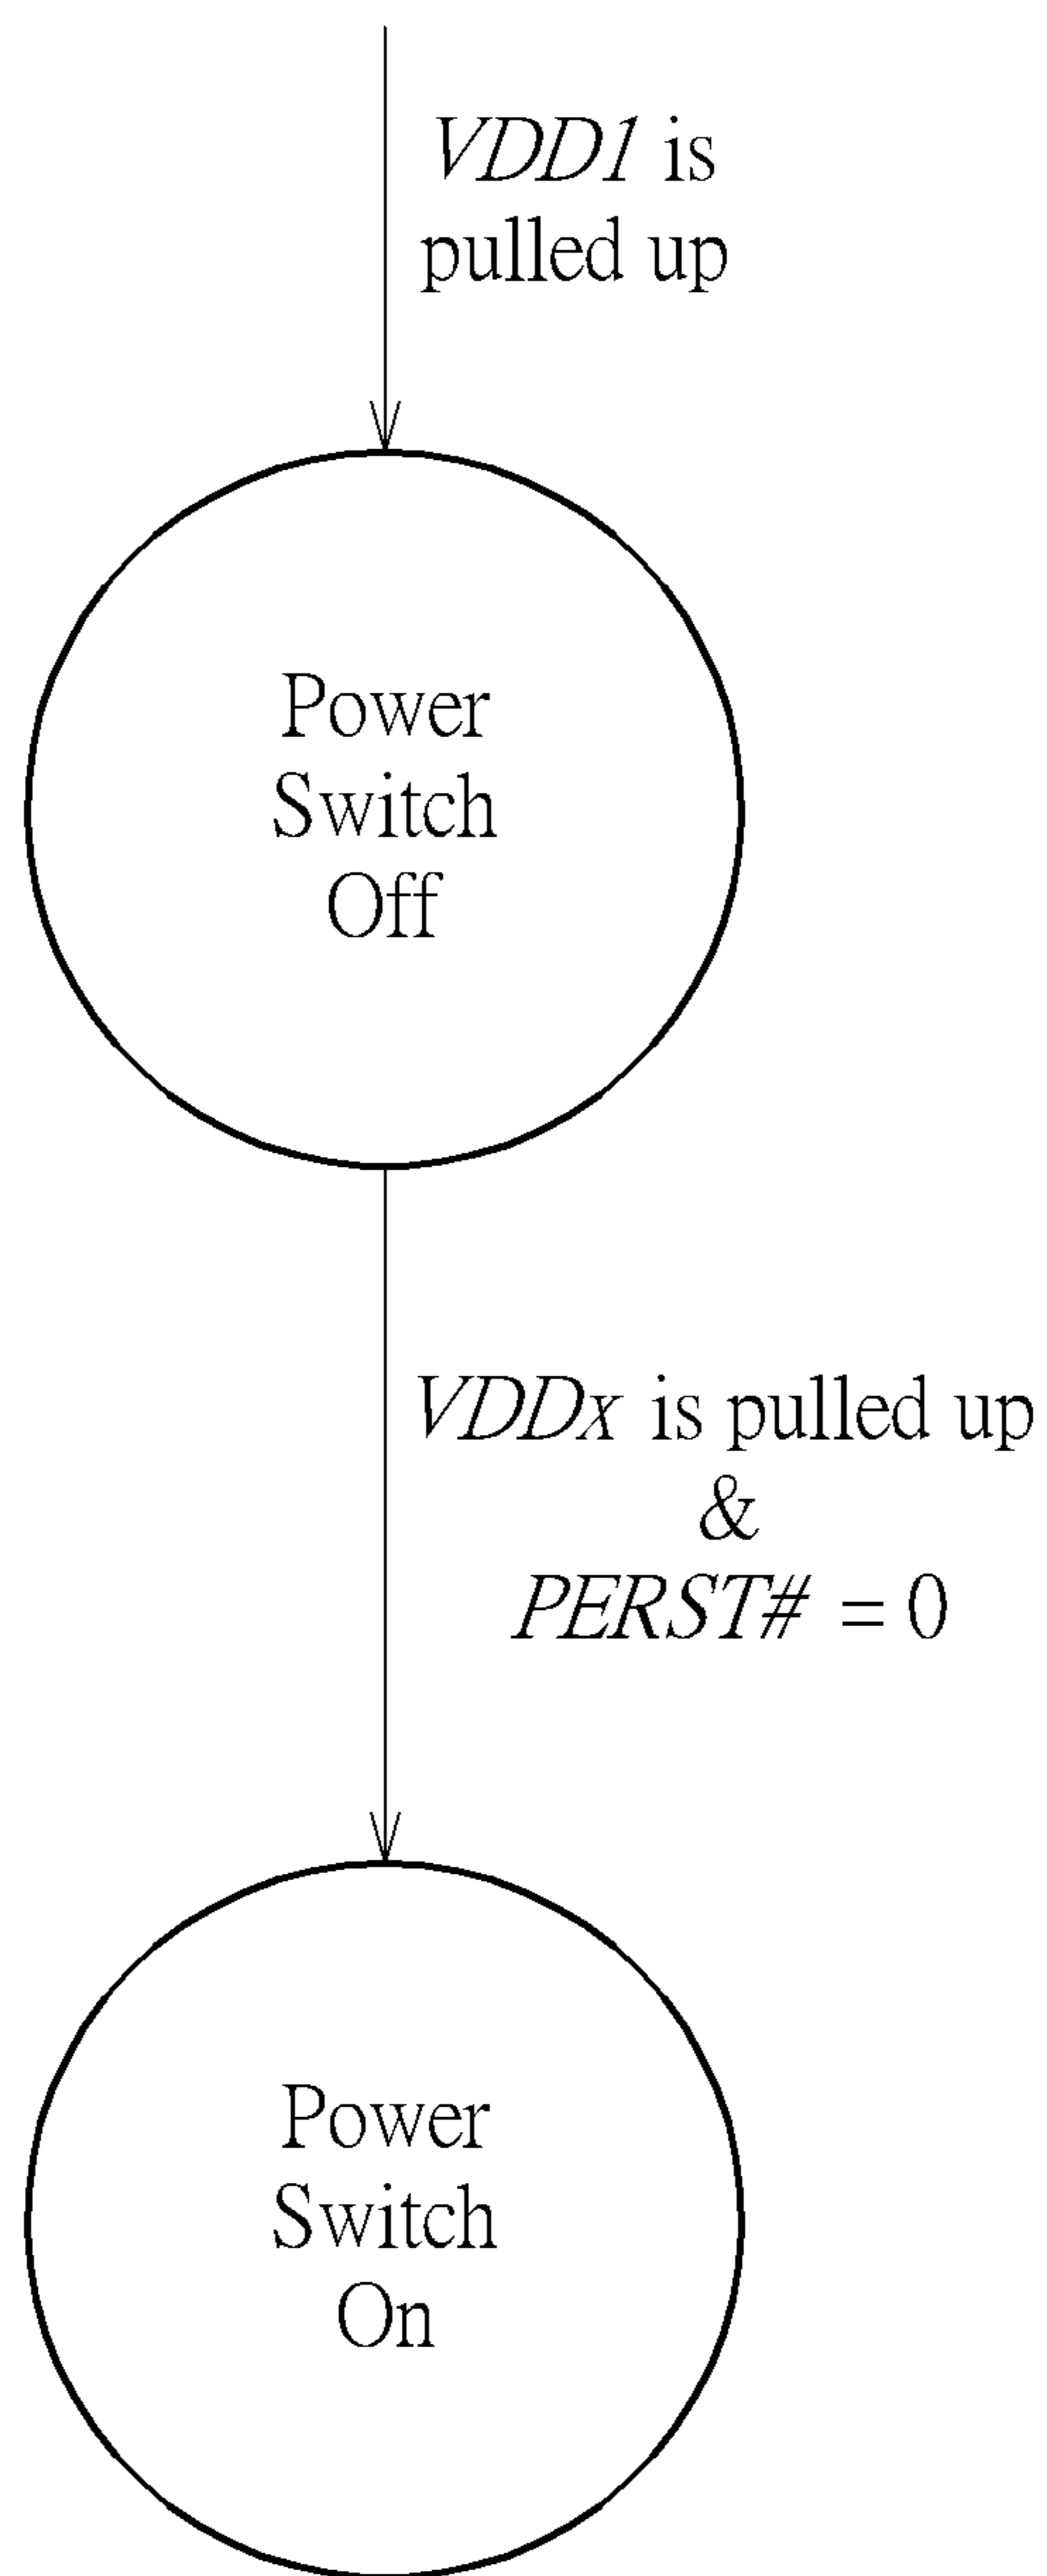 VDD1 is
pulled up
Power
Switch
Off
VDDx is pulled up
&
PERST# = 0
Power
Switch
On